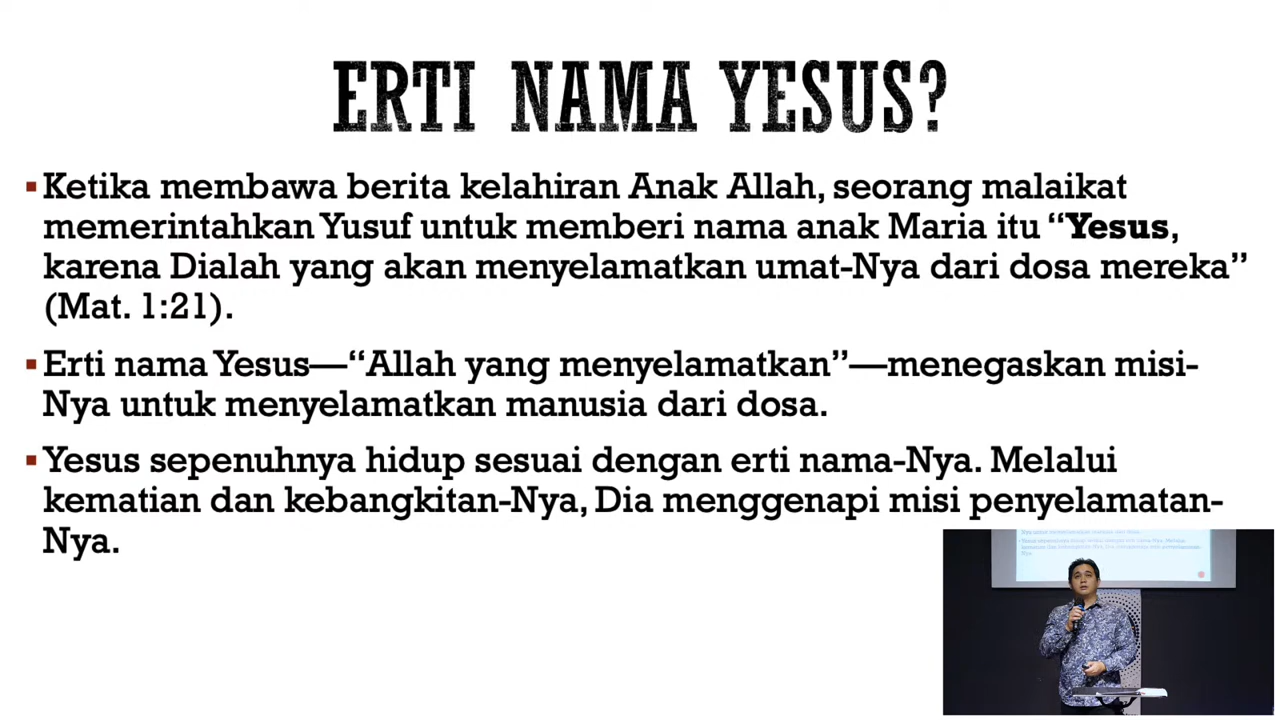 ERTI NAMA YESUS?
▪Ketika membawa berita kelahiran Anak Allah, seorang malaikat
memerintahkan Yusuf untuk memberi nama anak Maria itu “Yesus,
karena Dialah yang akan menyelamatkan umat-Nya dari dosa mereka”
(Mat. 1:21).
▪Erti nama Yesus—“Allah yang menyelamatkan”—menegaskan misi-
Nya untuk menyelamatkan manusia dari dosa.
▪Yesus sepenuhnya hidup sesuai dengan erti nama-Nya. Melalui
kematian dan kebangkitan-Nya, Dia menggenapi misi penyelamatan-
Nya.